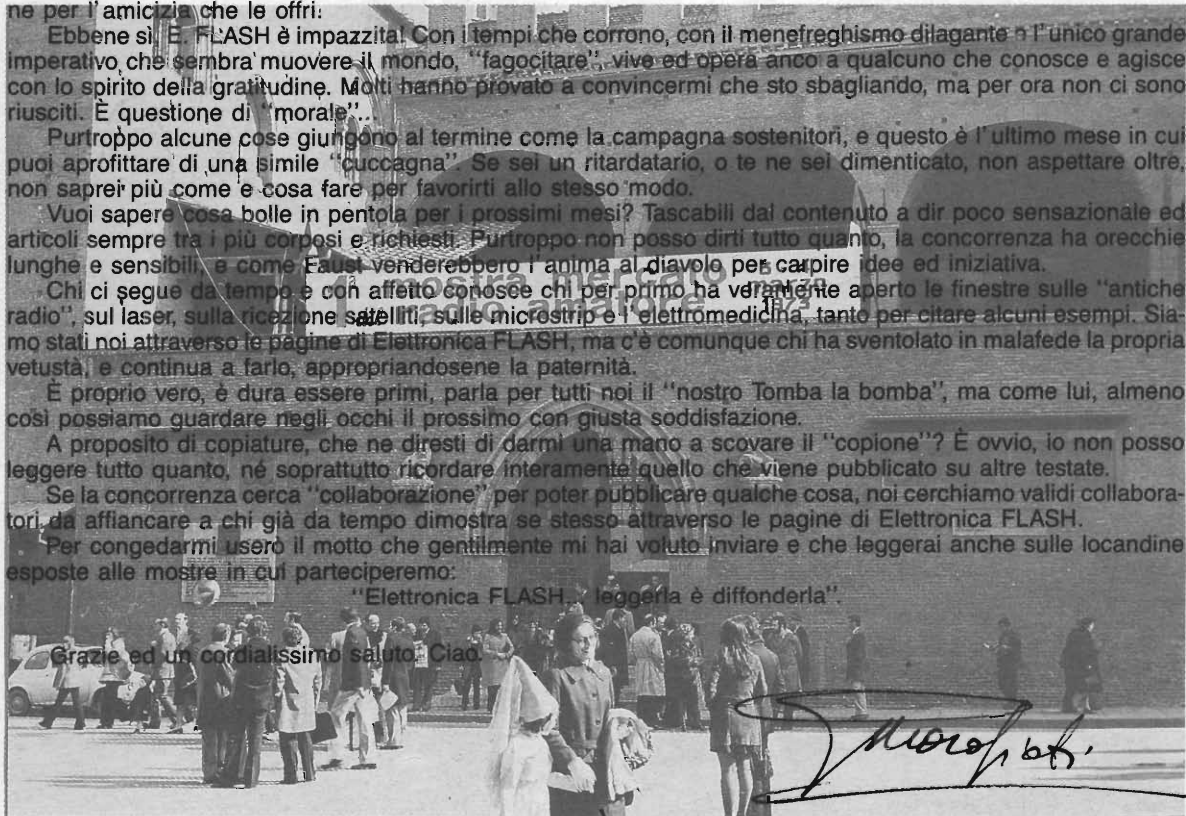 ne per l'amicizia che le offri:
Ebbene sì, E. FLASH è impazzita! Con i tempi che corrono, con il menefreghismo dilagante e l'unico grande
imperativo che sembra muovere il mondo, "fagocitare", vive ed opera anco a qualcuno che conosce e agisce
con lo spirito della gratitudine. Molti hanno provato a convincermi che sto sbagliando, ma per ora non ci sono
riusciti. È questione di "morale"...
Purtroppo alcune cose giungono al termine come la campagna sostenitori, e questo è l'ultimo mese in cui
puoi aprofittare di una simile "cuccagna". Se sei un ritardatario, o te ne sei dimenticato, non aspettare oltre,
non saprei più come e cosa fare per favorirti allo stesso modo.
Vuoi sapere cosa bolle in pentola per i prossimi mesi? Tascabili dal contenuto a dir poco sensazionale ed
articoli sempre tra i più corposi e richiesti. Purtroppo non posso dirti tutto quanto, la concorrenza ha orecchie
lunghe e sensibili, e come Faust venderebbero l'anima al diavolo per carpire idee ed iniziativa.
mostra mercato
radioamatore
marzo
1973
Chi ci segue da tempo e con affetto conosce chi per primo ha veramente aperto le finestre sulle "antiche
radio", sul laser, sulla ricezione satelliti, sulle microstrip e l'elettromedicina, tanto per citare alcuni esempi. Sia-
mo stati noi attraverso le pagine di Elettronica FLASH, ma c'è comunque chi ha sventolato in malafede la propria
vetustà, e continua a farlo, appropriandosene la paternità.
È proprio vero, è dura essere primi, parla per tutti noi il "nostro Tomba la bomba", ma come lui, almeno
così possiamo guardare negli occhi il prossimo con giusta soddisfazione.
A proposito di copiature, che ne diresti di darmi una mano a scovare il "copione"? È ovvio, io non posso
leggere tutto quanto, né soprattutto ricordare interamente quello che viene pubblicato su altre testate.
Se la concorrenza cerca "collaborazione" per poter pubblicare qualche cosa, noi cerchiamo validi collabora-
tori da affiancare a chi già da tempo dimostra se stesso attraverso le pagine di Elettronica FLASH.
Per congedarmi userò il motto che gentilmente mi hai voluto inviare e che leggerai anche sulle locandine
esposte alle mostre in cui parteciperemo:
"Elettronica FLASH... leggerla è diffonderla".
Grazie ed un cordialissimo saluto. Ciao.